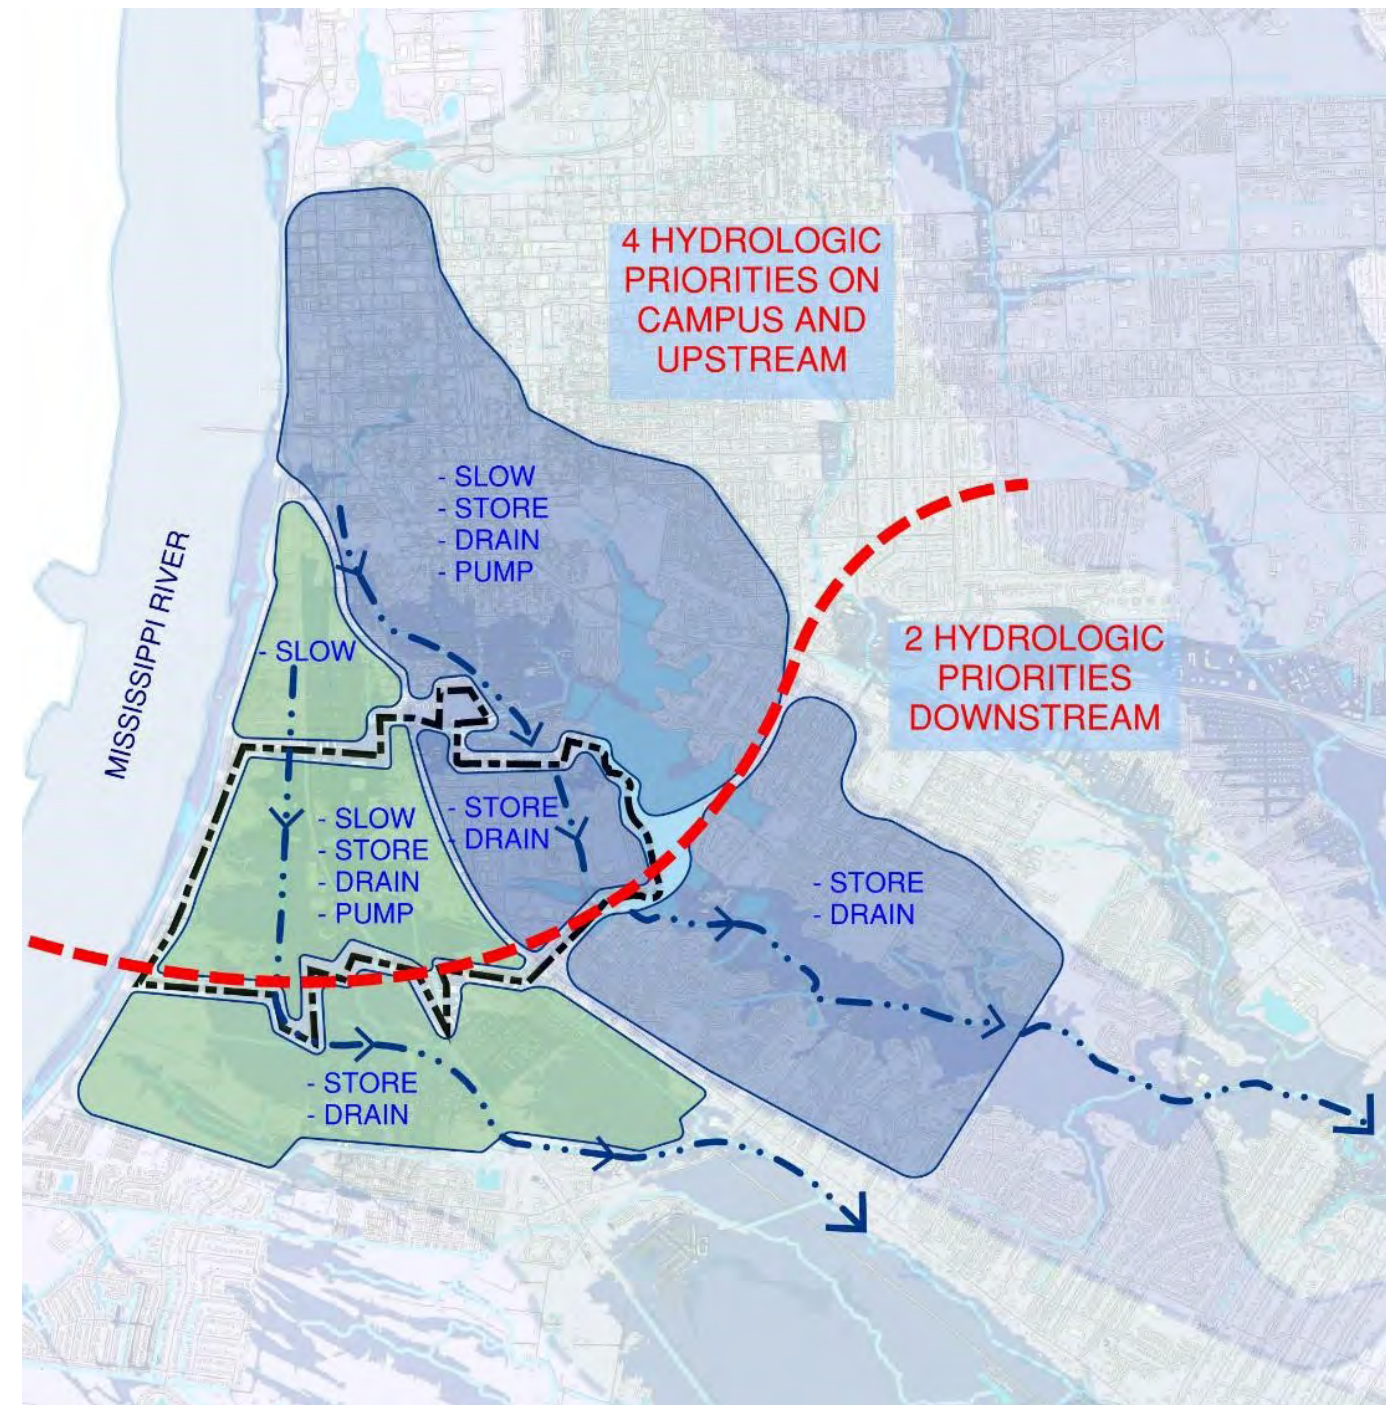 4 HYDROLOGIC
PRIORITIES ON
CAMPUS AND
UPSTREAM
- SLOW
- STORE
- DRAIN
- PUMP
MISSISSIPPI RIVER
- SLOW
2 HYDROLOGIC
PRIORITIES
DOWNSTREAM
- SLOW
- STORE
- DRAIN
- PUMP
- STORE
- DRAIN
- STORE
- DRAIN
- STORE
- DRAIN